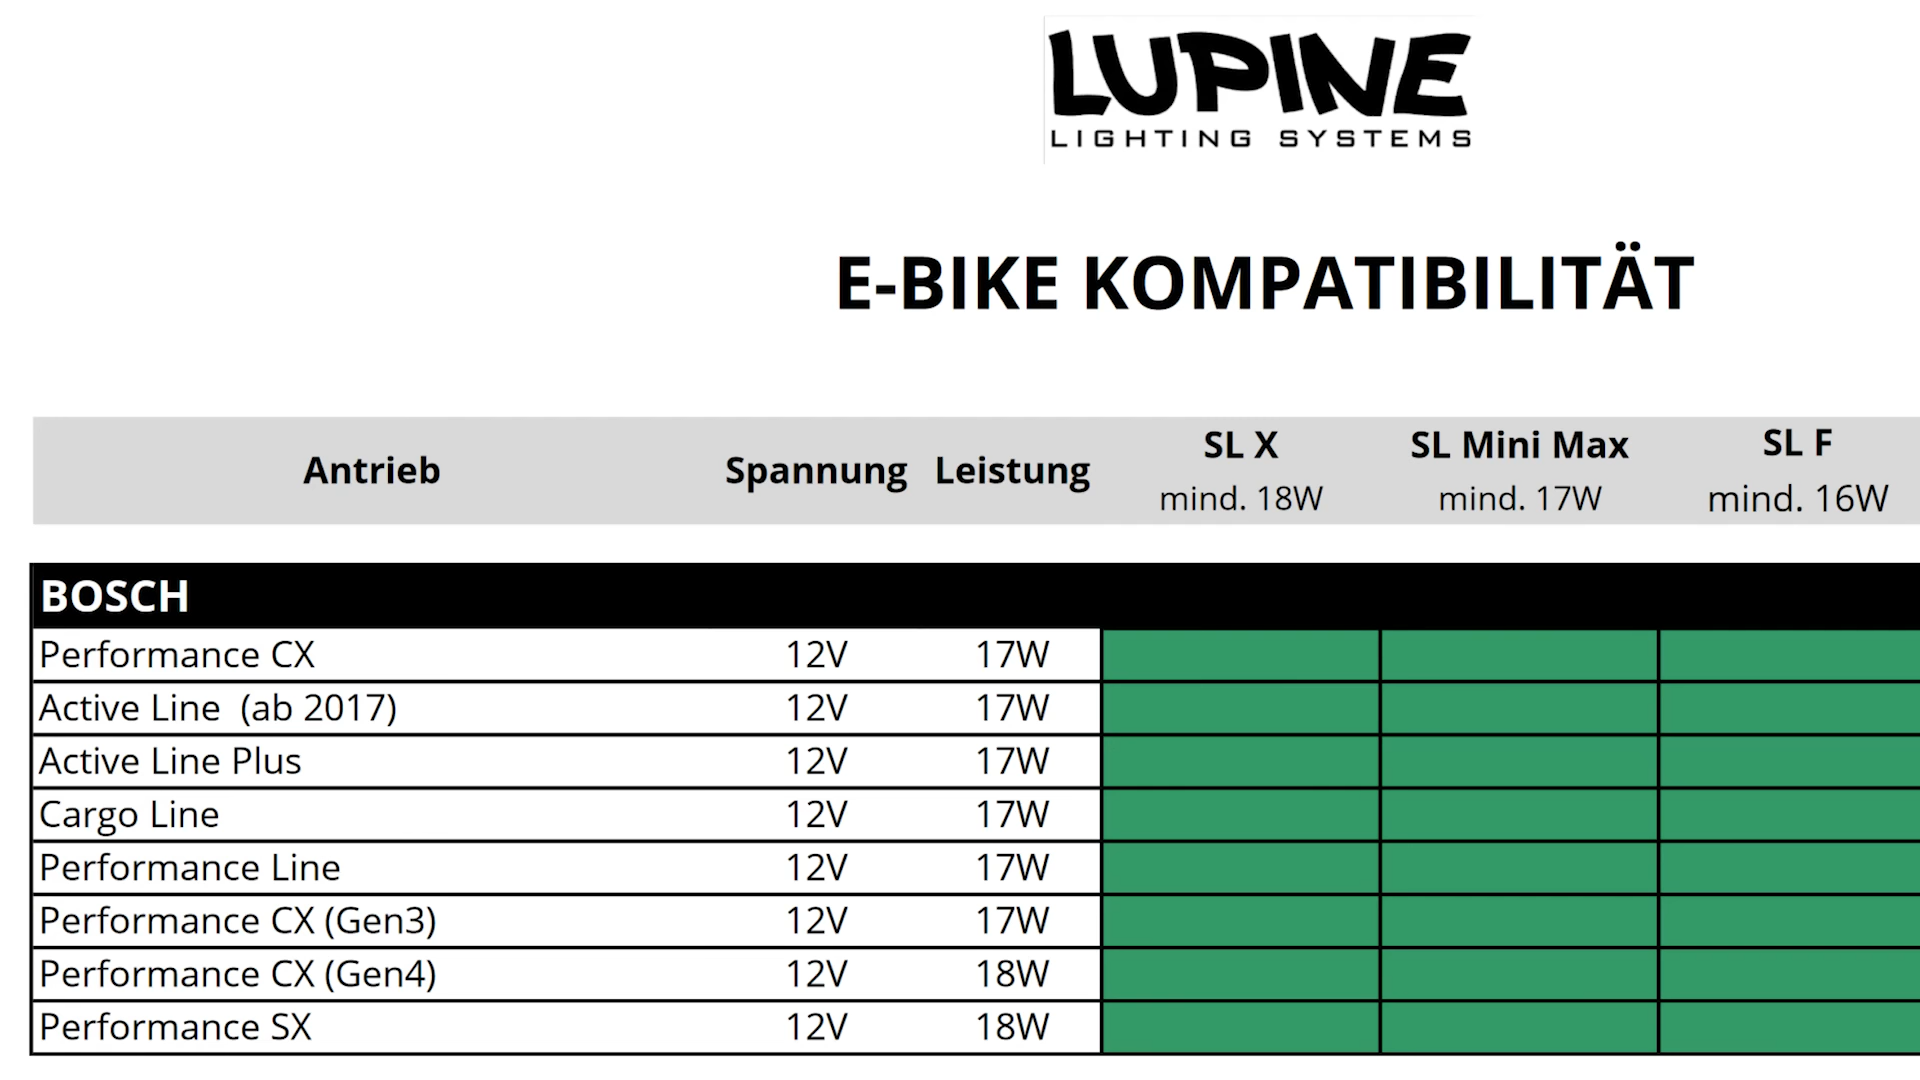 LUPINE
LIGHTING SYSTEMS
E-BIKE KOMPATIBILITÄT
Antrieb Spannung Leistung SL X SL Mini Max SL F
mind. 18W mind. 17W mind. 16W
BOSCH
Performance CX 12V 17W
Active Line (ab 2017) 12V 17W
Active Line Plus 12V 17W
Cargo Line 12V 17W
Performance Line 12V 17W
Performance CX (Gen3) 12V 17W
Performance CX (Gen4) 12V 18W
Performance SX 12V 18W